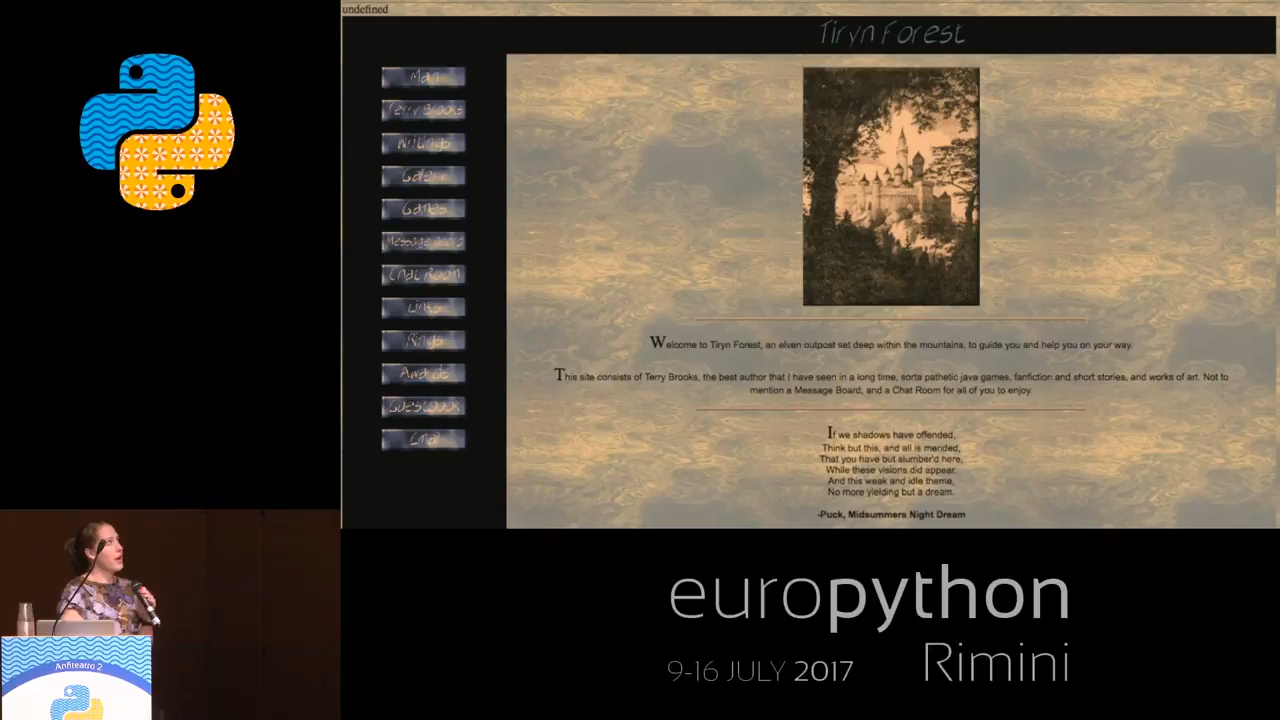 undefined
Tiryn Forest
Main
Terry Brooks
Writings
Gallery
Games
Message Board
Chat Room
Links
Rings
Awards
Guestbook
Email
Welcome to Tiryn Forest, an elven outpost set deep within the mountains, to guide you and help you on your way.
This site consists of Terry Brooks, the best author that I have seen in a long time, sorta pathetic java games, fanfiction and short stories, and works of art. Not to
mention a Message Board, and a Chat Room for all of you to enjoy.
If we shadows have offended,
Think but this, and all is mended,
That you have but slumber'd here,
While these visions did appear.
And this weak and idle theme,
No more yielding but a dream.
-Puck, Midsummers Night Dream
Anfiteatro 2
europython
9-16 JULY 2017 Rimini